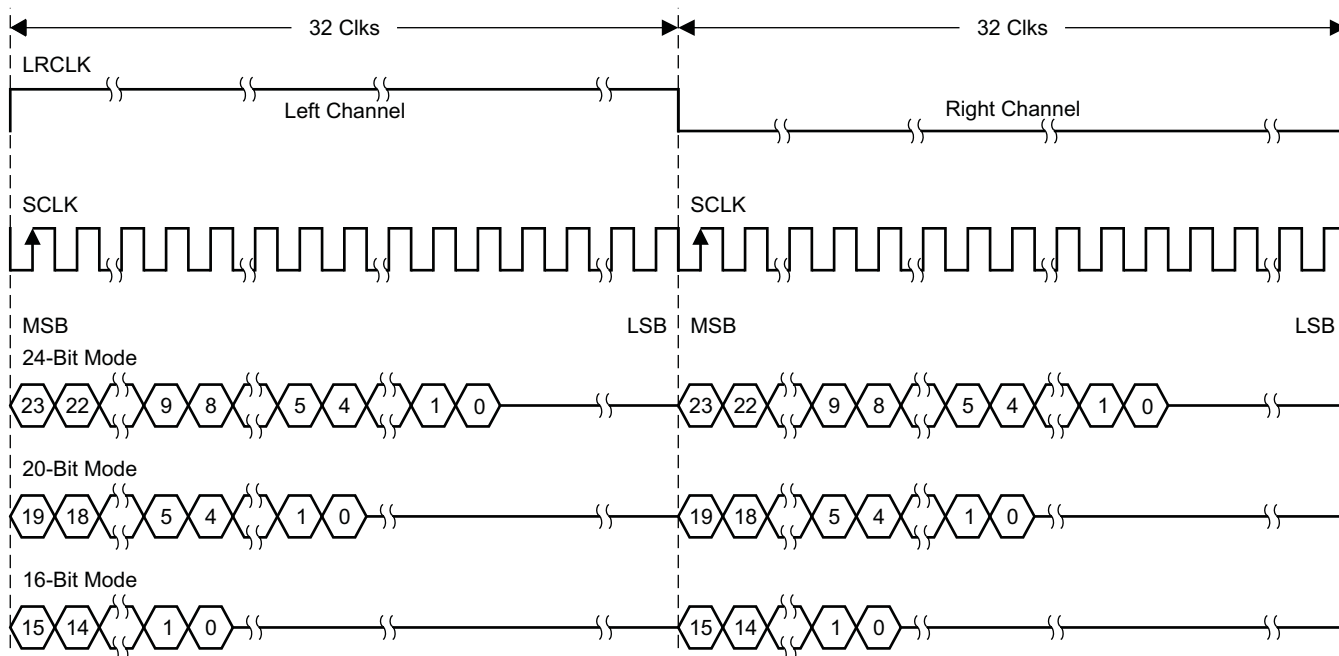 32 Clks 32 Clks
LRCLK
Left Channel Right Channel
SCLK SCLK
MSB LSB MSB LSB
24-Bit Mode
23 22 9 8 5 4 1 0 23 22 9 8 5 4 1 0
20-Bit Mode
19 18 5 4 1 0 19 18 5 4 1 0
16-Bit Mode
15 14 1 0 15 14 1 0